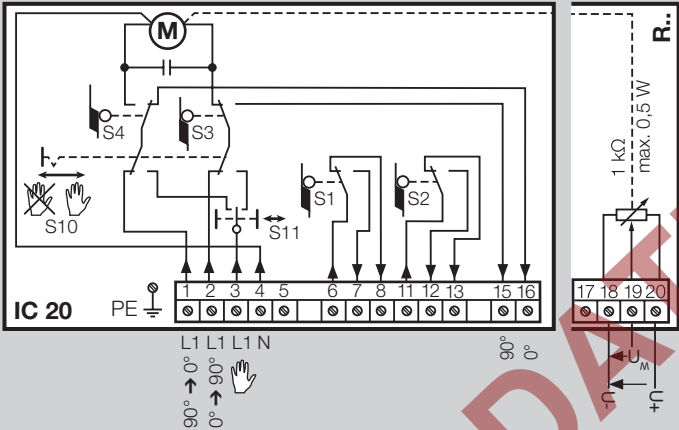 M
R..
1 kΩ
max. 0,5 W
S4
S3
S1
S2
S10
S11
IC 20
PE
1 2 3 4 5 6 7 8 11 12 13 15 16
17 18 19 20
L1 L1 L1 N
90° → 0°
0° → 90°
90°
0°
U_M
-U
+U
DAT